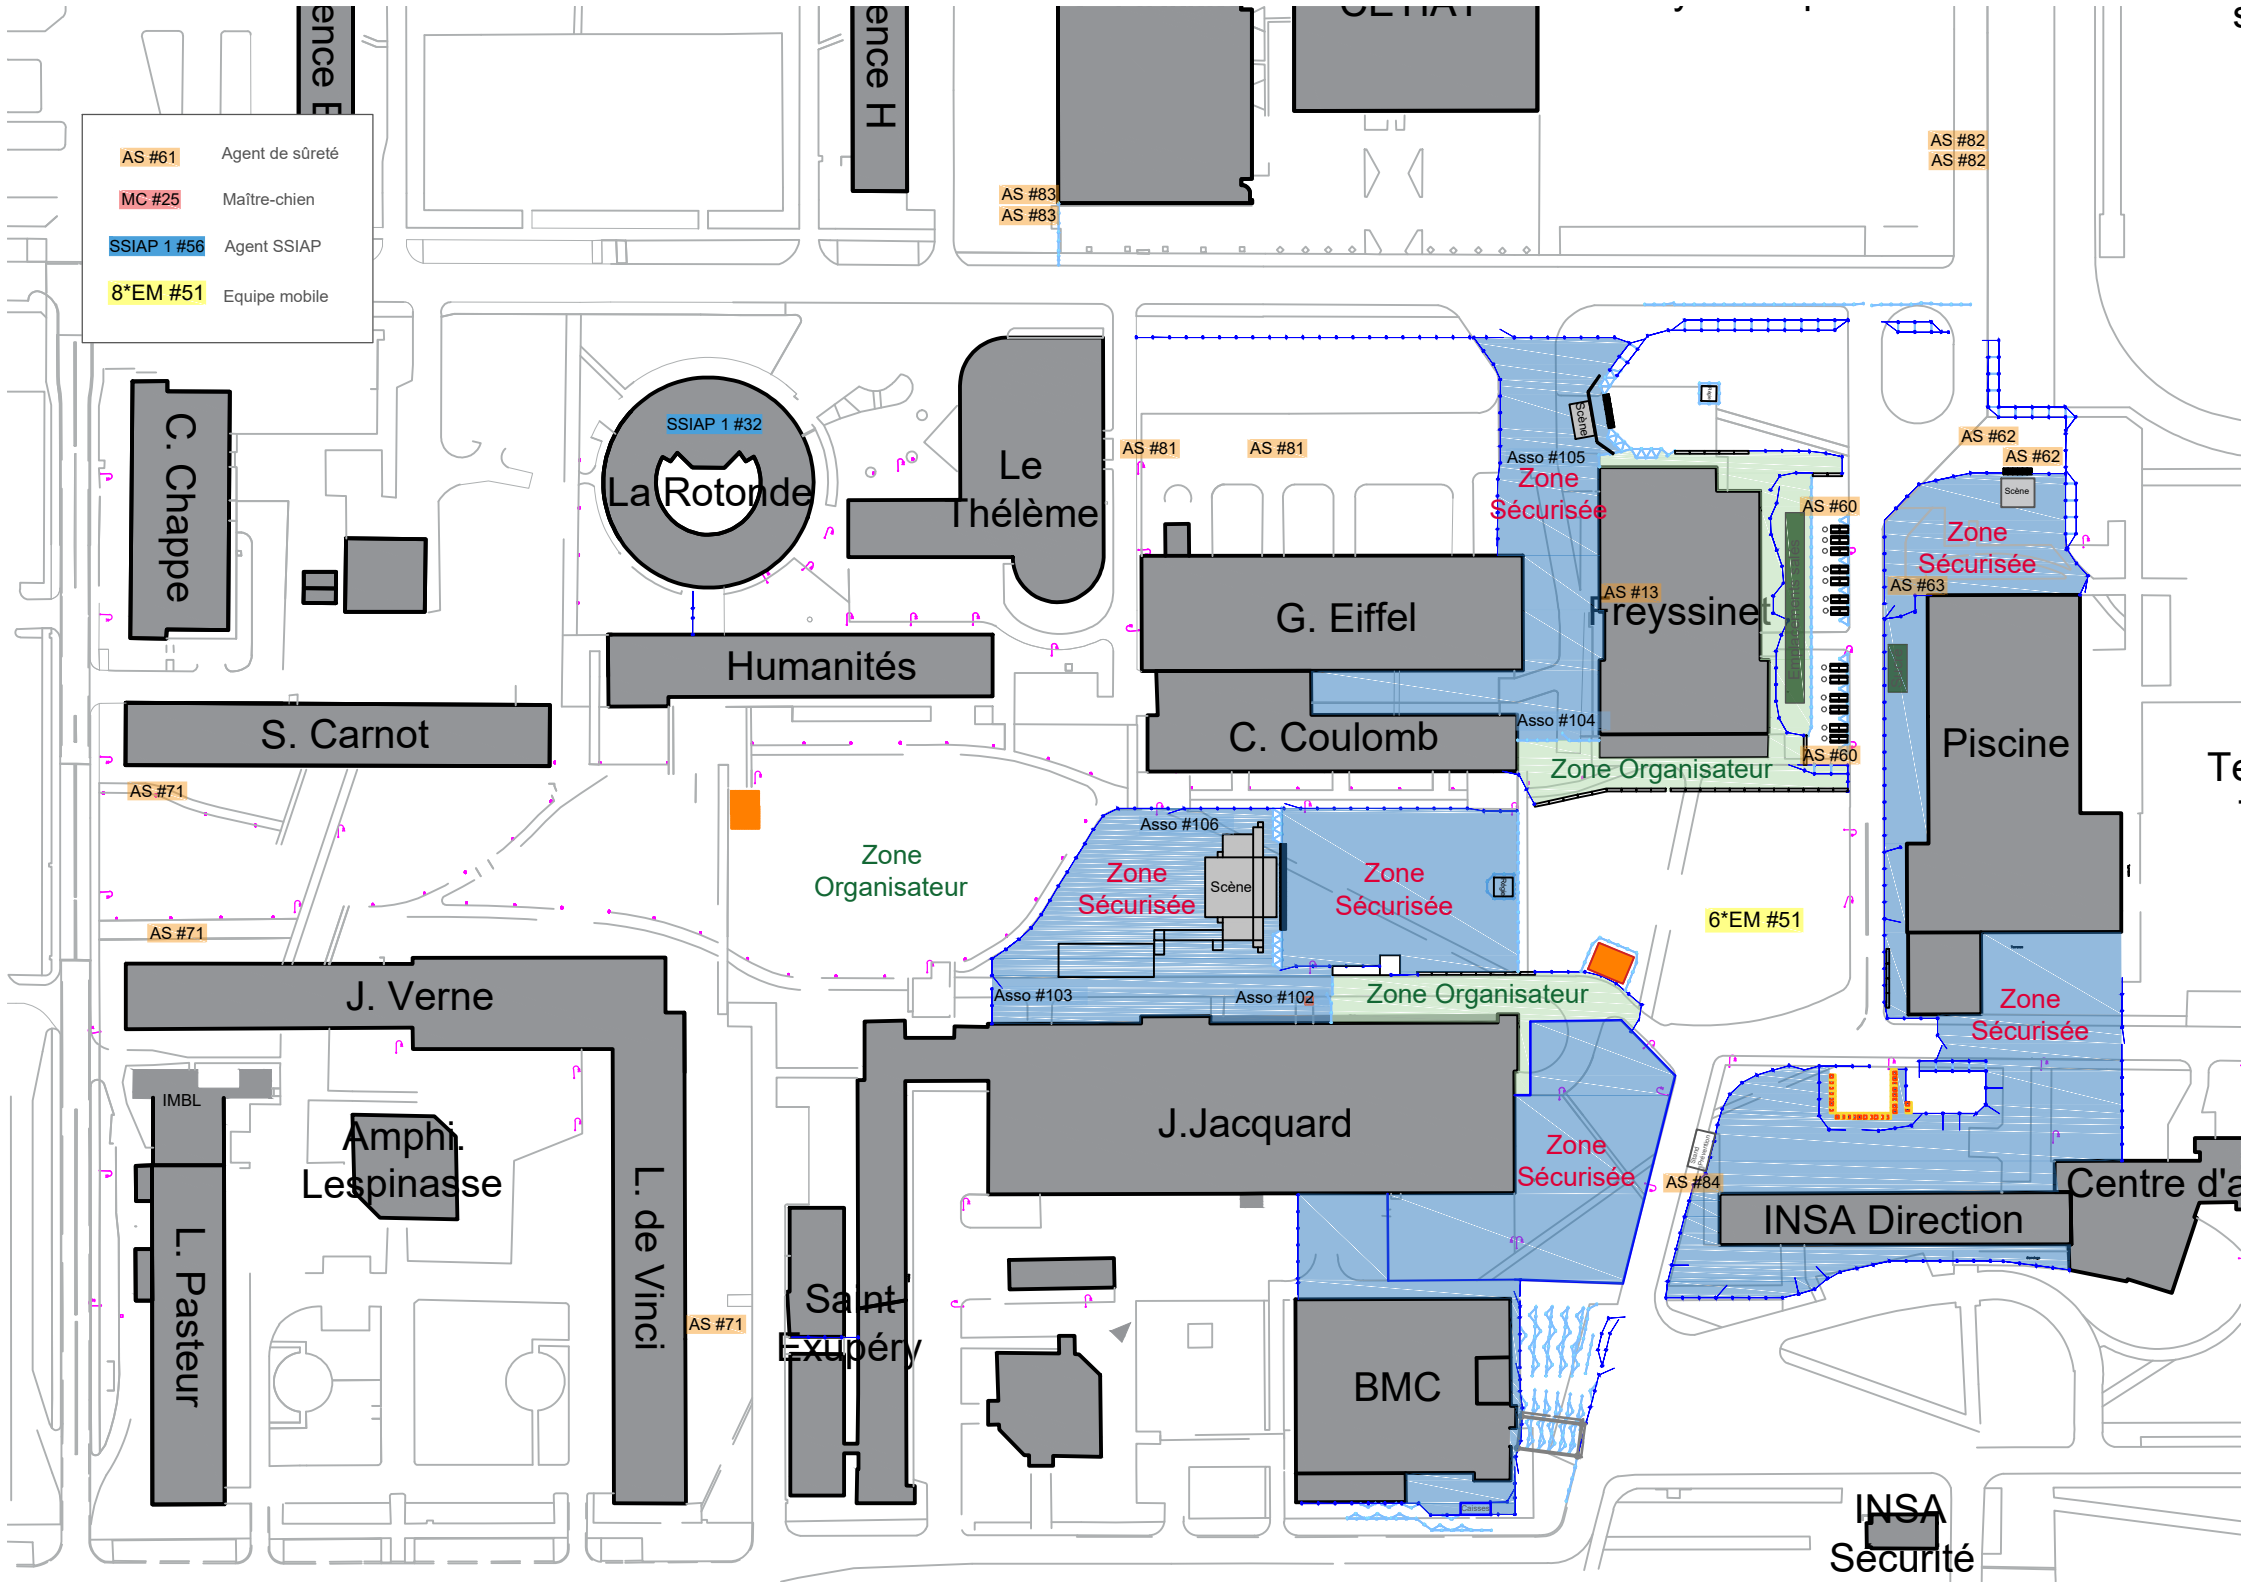 ence H
AS #82
AS #82
AS #61 Agent de sûreté
MC #25 Maître-chien
SSIAP 1 #56 Agent SSIAP
8*EM #51 Equipe mobile
AS #83
AS #83
C. Chappe
SSIAP 1 #32
La Rotonde
Le
Thélème
AS #81
AS #81
Scène
Asso #105
Zone
Sécurisée
AS #62
AS #62
Scène
AS #60
Zone
Sécurisée
AS #63
G. Eiffel
AS #13
Freyssinet
Humanités
S. Carnot
C. Coulomb
Asso #104
Zone Organisateur
AS #60
Piscine
AS #71
Asso #106
Zone
Organisateur
Zone
Sécurisée
Scène
Zone
Sécurisée
Régie
6*EM #51
AS #71
J. Verne
Asso #103
Asso #102
Zone Organisateur
Zone
Sécurisée
IMBL
Amphi.
Lespinasse
J.Jacquard
Zone
Sécurisée
Stand
Prévention
AS #84
Centre d'a
INSA Direction
L. Pasteur
L. de Vinci
AS #71
Saint
Exupéry
BMC
Caisses
INSA
Sécurité